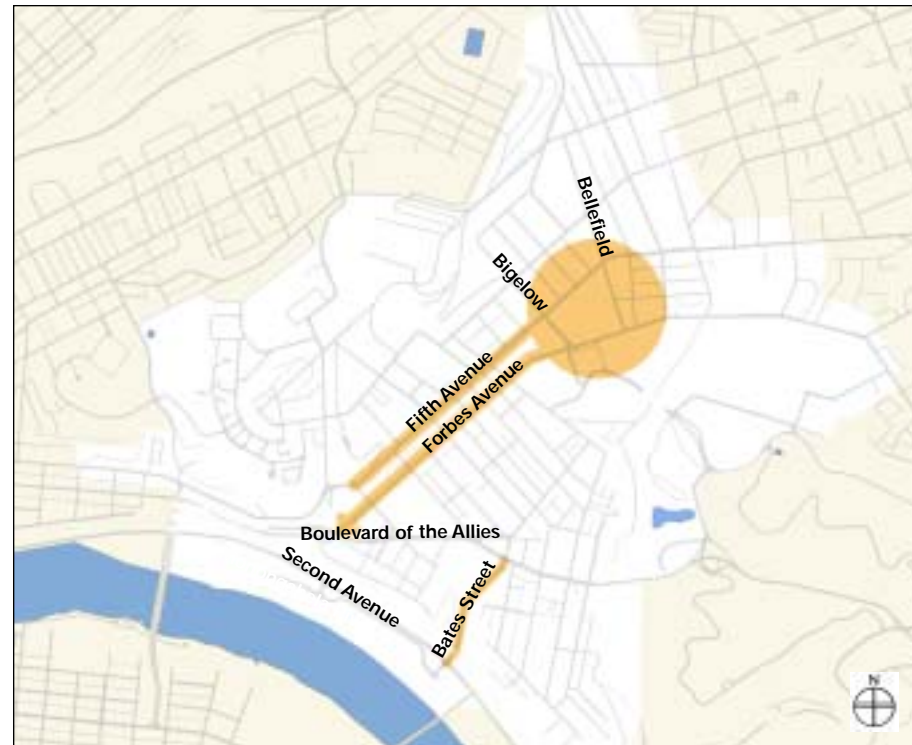 Bellefield
Bigelow
Fifth Avenue
Forbes Avenue
Boulevard of the Allies
Second Avenue
Bates Street
N